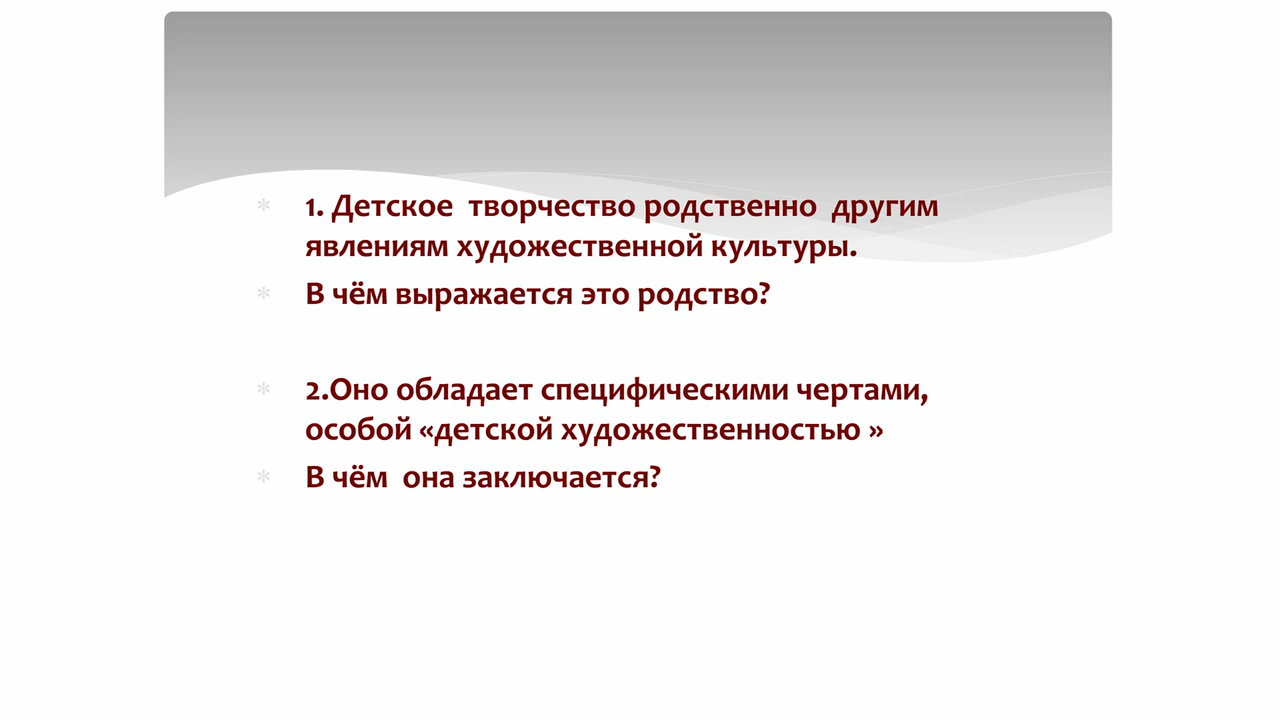 * 1. Детское творчество родственно другим
явлениям художественной культуры.
* В чём выражается это родство?
* 2.Оно обладает специфическими чертами,
особой «детской художественностью »
* В чём она заключается?